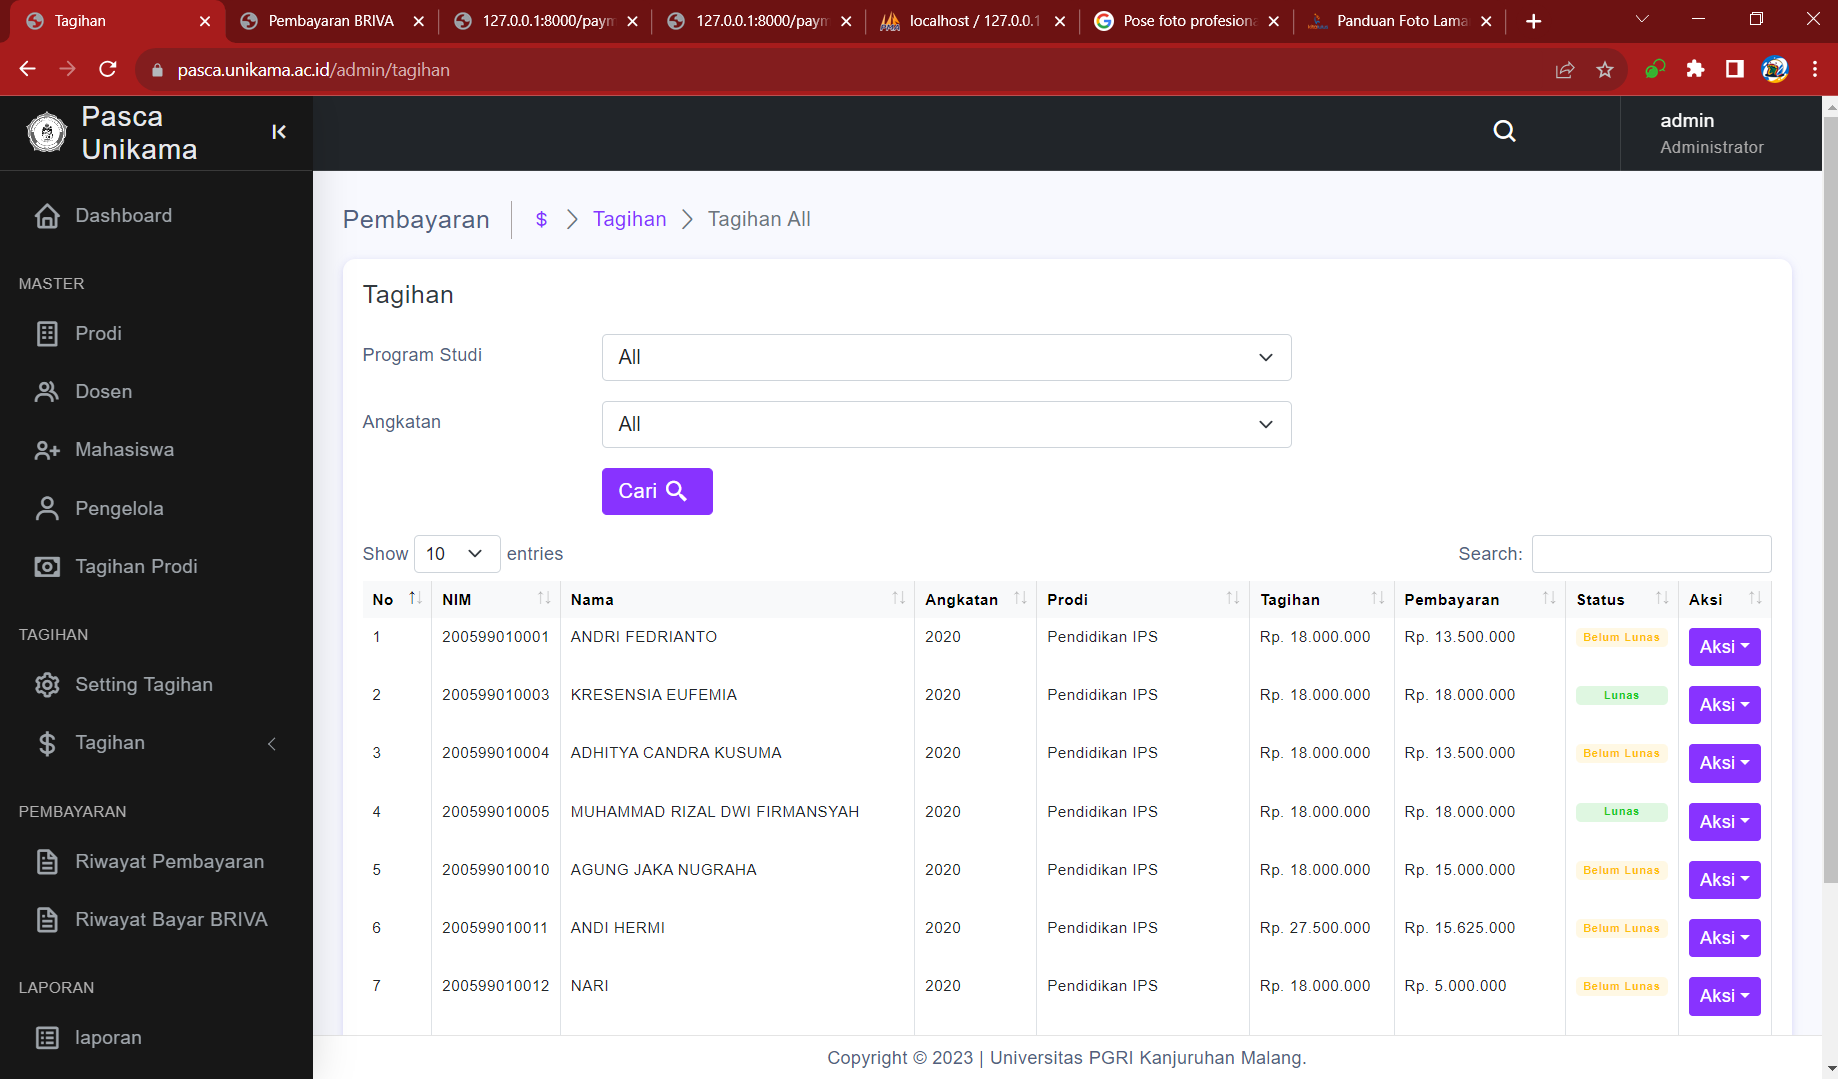 Tagihan
Pembayaran BRIVA
127.0.0.1:8000/paym
127.0.0.1:8000/paym
localhost / 127.0.0.1
Pose foto profesiona
Panduan Foto Lama
pasca.unikama.ac.id/admin/tagihan
Pasca
Unikama
admin
Administrator
Dashboard
MASTER
Prodi
Dosen
Mahasiswa
Pengelola
Tagihan Prodi
TAGIHAN
Setting Tagihan
Tagihan
PEMBAYARAN
Riwayat Pembayaran
Riwayat Bayar BRIVA
LAPORAN
laporan
Pembayaran $ Tagihan Tagihan All
Tagihan
Program Studi All
Angkatan All
Cari
Show 10 entries Search:
No NIM Nama Angkatan Prodi Tagihan Pembayaran Status Aksi
1 200599010001 ANDRI FEDRIANTO 2020 Pendidikan IPS Rp. 18.000.000 Rp. 13.500.000 Belum Lunas Aksi
2 200599010003 KRESENSIA EUFEMIA 2020 Pendidikan IPS Rp. 18.000.000 Rp. 18.000.000 Lunas Aksi
3 200599010004 ADHITYA CANDRA KUSUMA 2020 Pendidikan IPS Rp. 18.000.000 Rp. 13.500.000 Belum Lunas Aksi
4 200599010005 MUHAMMAD RIZAL DWI FIRMANSYAH 2020 Pendidikan IPS Rp. 18.000.000 Rp. 18.000.000 Lunas Aksi
5 200599010010 AGUNG JAKA NUGRAHA 2020 Pendidikan IPS Rp. 18.000.000 Rp. 15.000.000 Belum Lunas Aksi
6 200599010011 ANDI HERMI 2020 Pendidikan IPS Rp. 27.500.000 Rp. 15.625.000 Belum Lunas Aksi
7 200599010012 NARI 2020 Pendidikan IPS Rp. 18.000.000 Rp. 5.000.000 Belum Lunas Aksi
Copyright © 2023 | Universitas PGRI Kanjuruhan Malang.